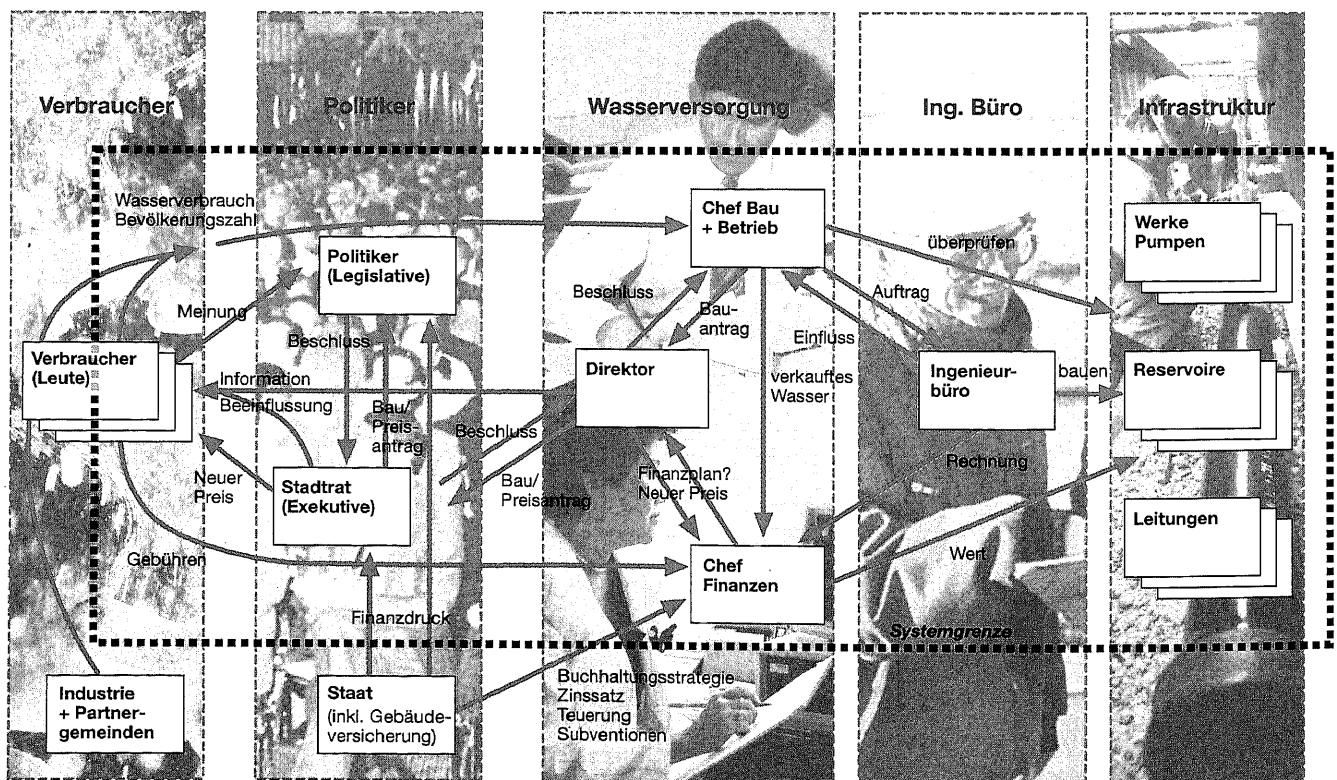 Verbraucher
Politiker
Wasserversorgung
Ing. Büro
Infrastruktur
Wasserverbrauch
Bevölkerungszahl
Chef Bau
+ Betrieb
Werke
Pumpen
überprüfen
Politiker
(Legislative)
Meinung
Beschluss
Bau-
antrag
Auftrag
Einfluss
Beschluss
Verbraucher
(Leute)
Information
Beeinflussung
Direktor
verkauftes
Wasser
Ingenieur-
büro
bauen
Reservoire
Bau/
Preis-
antrag
Beschluss
Neuer
Preis
Stadtrat
(Exekutive)
Bau/
Preisantrag
Finanzplan?
Neuer Preis
Rechnung
Leitungen
Gebühren
Chef
Finanzen
Wert
Finanzdruck
Systemgrenze
Industrie
+ Partner-
gemeinden
Staat
(inkl. Gebäude-
versicherung)
Buchhaltungsstrategie
Zinssatz
Teuerung
Subventionen